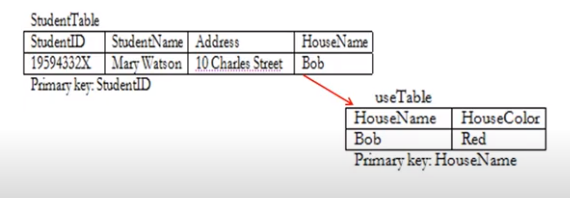 StudentTable
StudentID StudentName Address HouseName
19594332X Mary Watson 10 Charles Street Bob
Primary key: StudentID
useTable
HouseName HouseColor
Bob Red
Primary key: HouseName